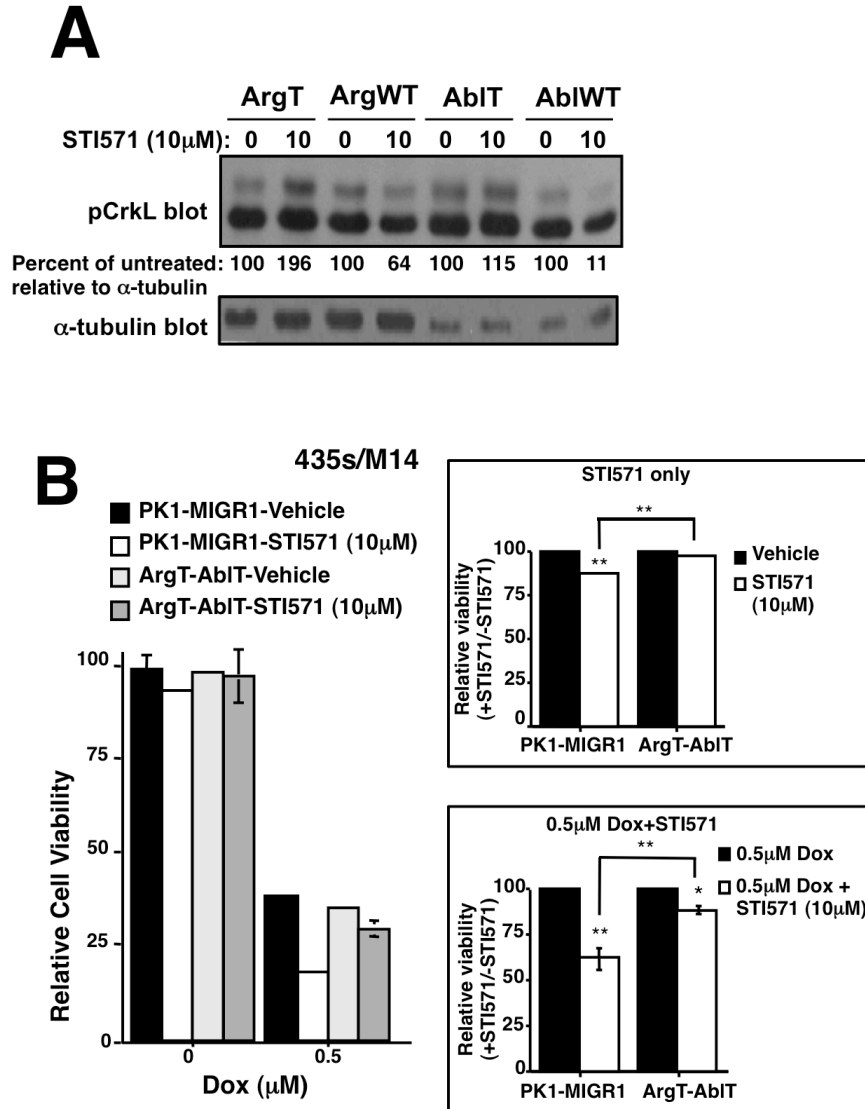 A
ArgT ArgWT AblT AblWT
STI571 (10μM): 0 10 0 10 0 10 0 10
pCrkL blot
Percent of untreated: 100 196 100 64 100 115 100 11
relative to α-tubulin
α-tubulin blot
B
435s/M14
PK1-MIGR1-Vehicle
PK1-MIGR1-STI571 (10μM)
ArgT-AblT-Vehicle
ArgT-AblT-STI571 (10μM)
Relative Cell Viability
100
75
50
25
0
0 0.5
Dox (μM)
STI571 only
**
**
Vehicle
STI571
(10μM)
Relative viability
(+STI571/-STI571)
100
75
50
25
0
PK1-MIGR1 ArgT-AblT
0.5μM Dox+STI571
**
**
*
0.5μM Dox
0.5μM Dox +
STI571 (10μM)
Relative viability
(+STI571/-STI571)
100
75
50
25
0
PK1-MIGR1 ArgT-AblT